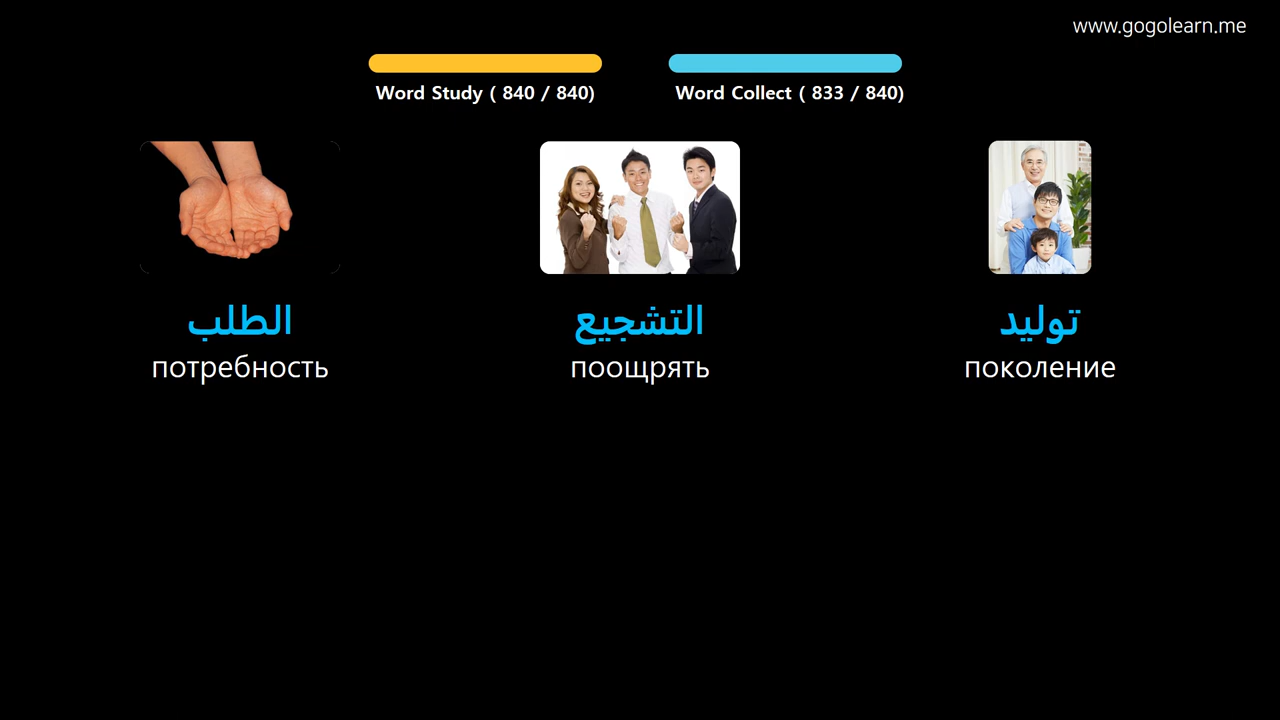 www.gogolearn.me
Word Study ( 840 / 840)
Word Collect ( 833 / 840)
الطلب
потребность
التشجيع
поощрять
توليد
поколение